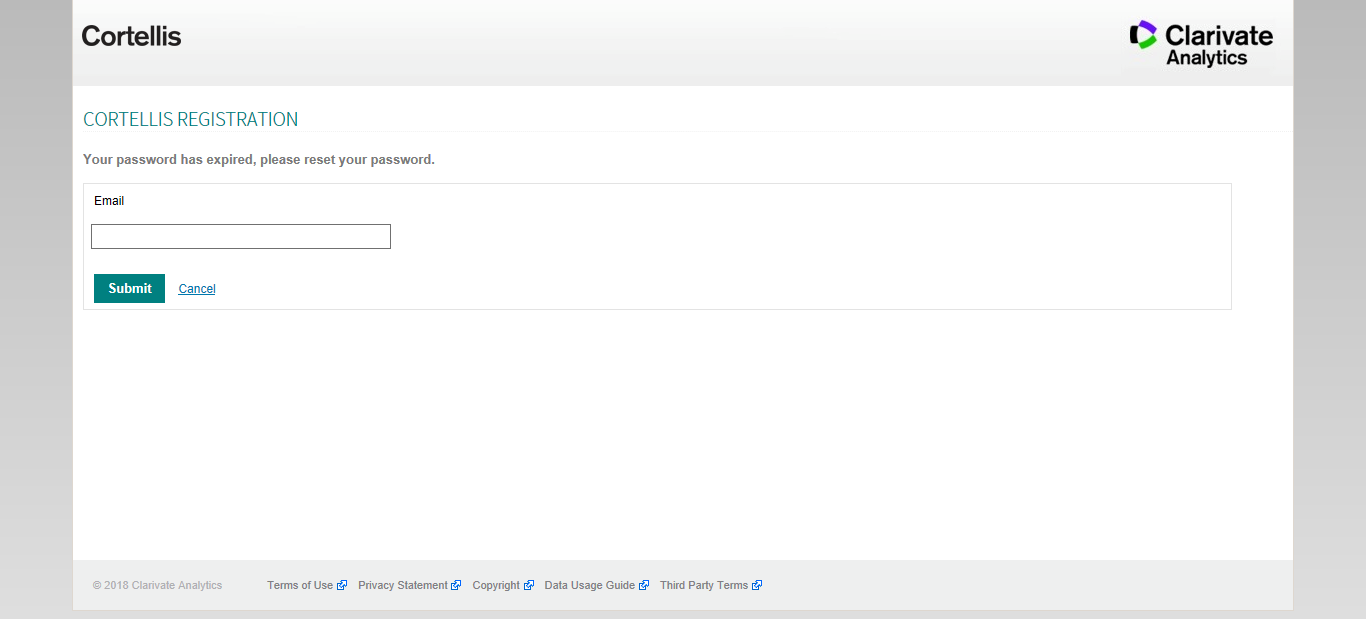 Cortellis
Clarivate
Analytics
CORTELLIS REGISTRATION
Your password has expired, please reset your password.
Email
Submit Cancel
© 2018 Clarivate Analytics Terms of Use Privacy Statement Copyright Data Usage Guide Third Party Terms